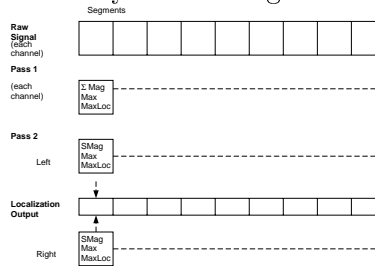 Segments
Raw
Signal
(each
channel)
Pass 1
(each
channel)
Σ Mag
Max
MaxLoc
Pass 2
Left
SMag
Max
MaxLoc
Localization
Output
Right
SMag
Max
MaxLoc